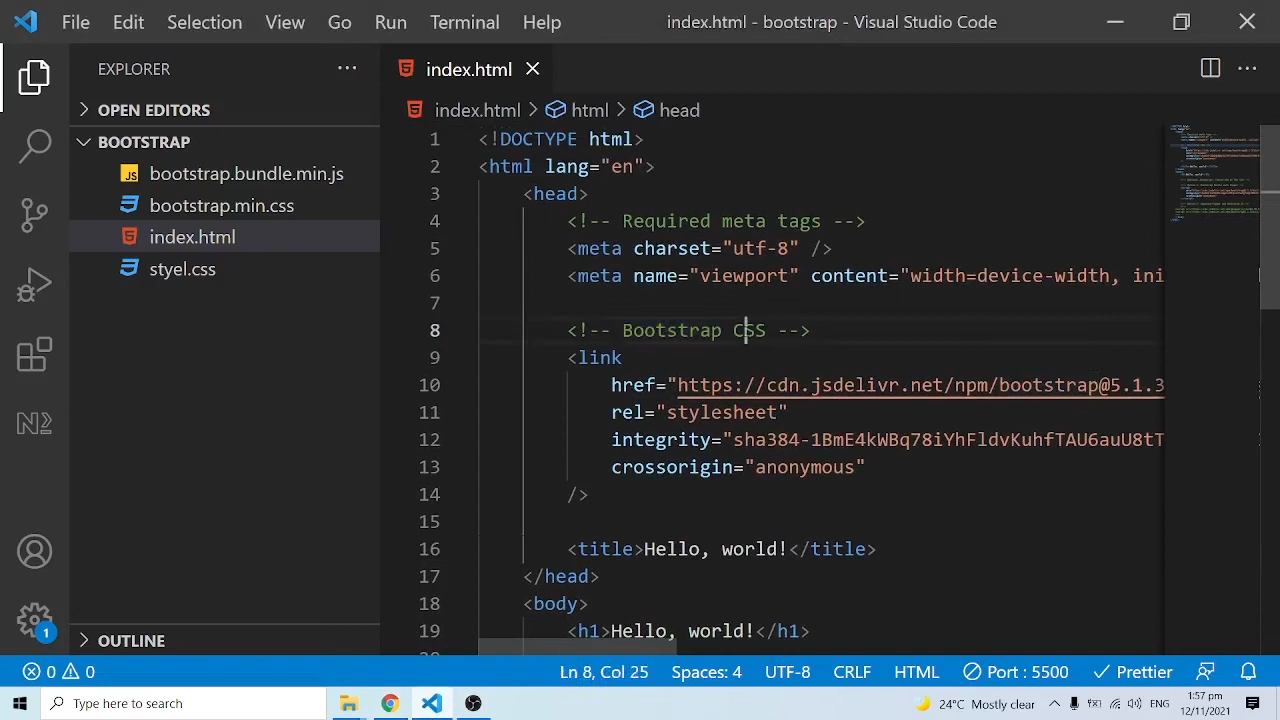 File Edit Selection View Go Run Terminal Help index.html - bootstrap - Visual Studio Code
EXPLORER
OPEN EDITORS
BOOTSTRAP
JS bootstrap.bundle.min.js
bootstrap.min.css
index.html
styel.css
OUTLINE
index.html
index.html > html > head
1 <!DOCTYPE html>
2 <html lang="en">
3 <head>
4 <!-- Required meta tags -->
5 <meta charset="utf-8" />
6 <meta name="viewport" content="width=device-width, ini
7
8 <!-- Bootstrap CSS -->
9 <link
10 href="https://cdn.jsdelivr.net/npm/bootstrap@5.1.3
11 rel="stylesheet"
12 integrity="sha384-1BmE4kWBq78iYhFldvKuhfTAU6auU8tT
13 crossorigin="anonymous"
14 />
15
16 <title>Hello, world!</title>
17 </head>
18 <body>
19 <h1>Hello, world!</h1>
1
0 0 Ln 8, Col 25 Spaces: 4 UTF-8 CRLF HTML Port : 5500 Prettier
Type here to search
24°C Mostly clear ENG 1:57 pm
12/11/2021